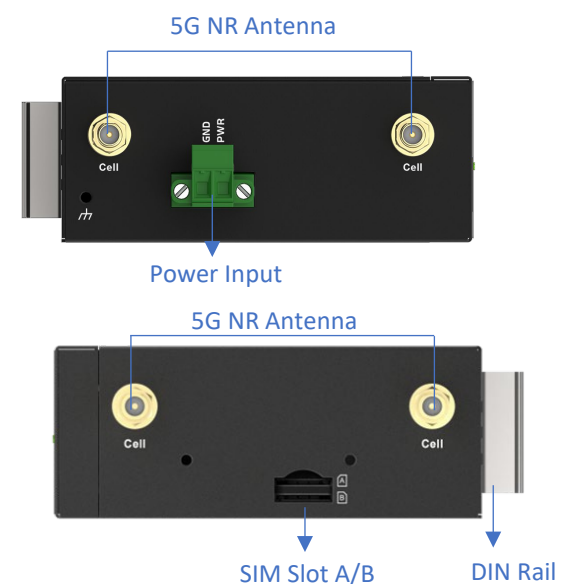 5G NR Antenna
GND
PWR
Cell
Cell
Power Input
5G NR Antenna
Cell
Cell
A
B
SIM Slot A/B
DIN Rail